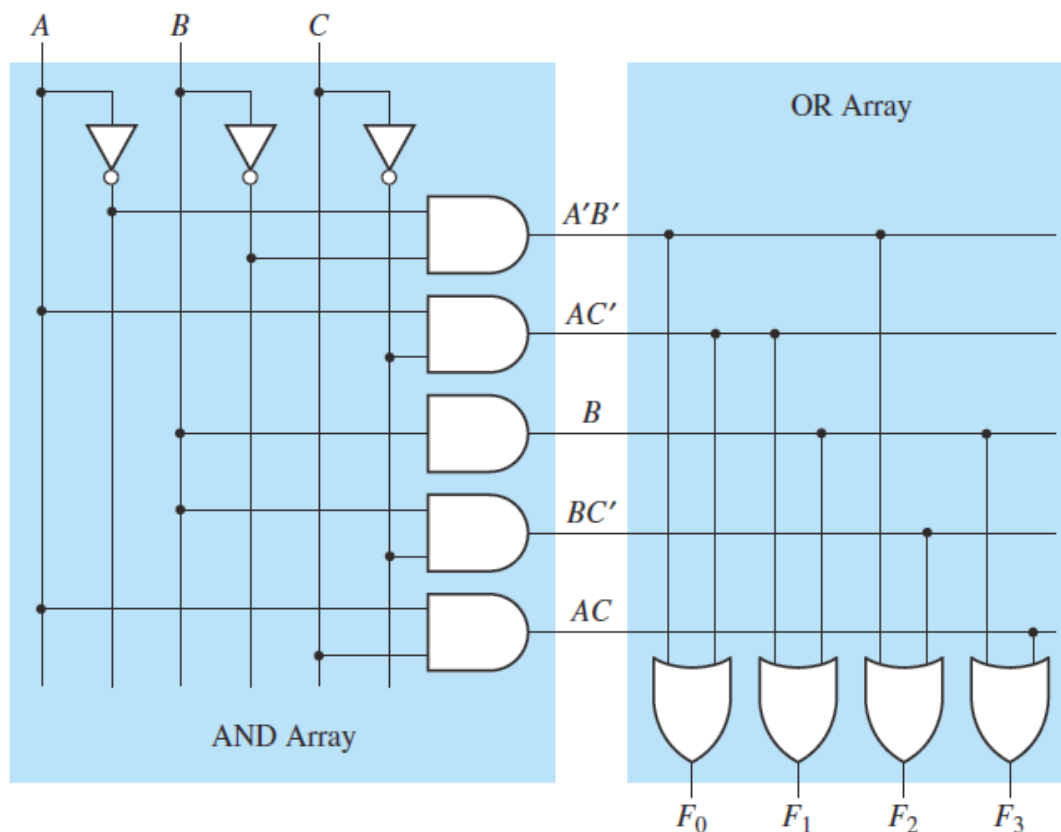 A B C
OR Array
A′B′
AC′
B
BC′
AC
AND Array
F₀ F₁ F₂ F₃